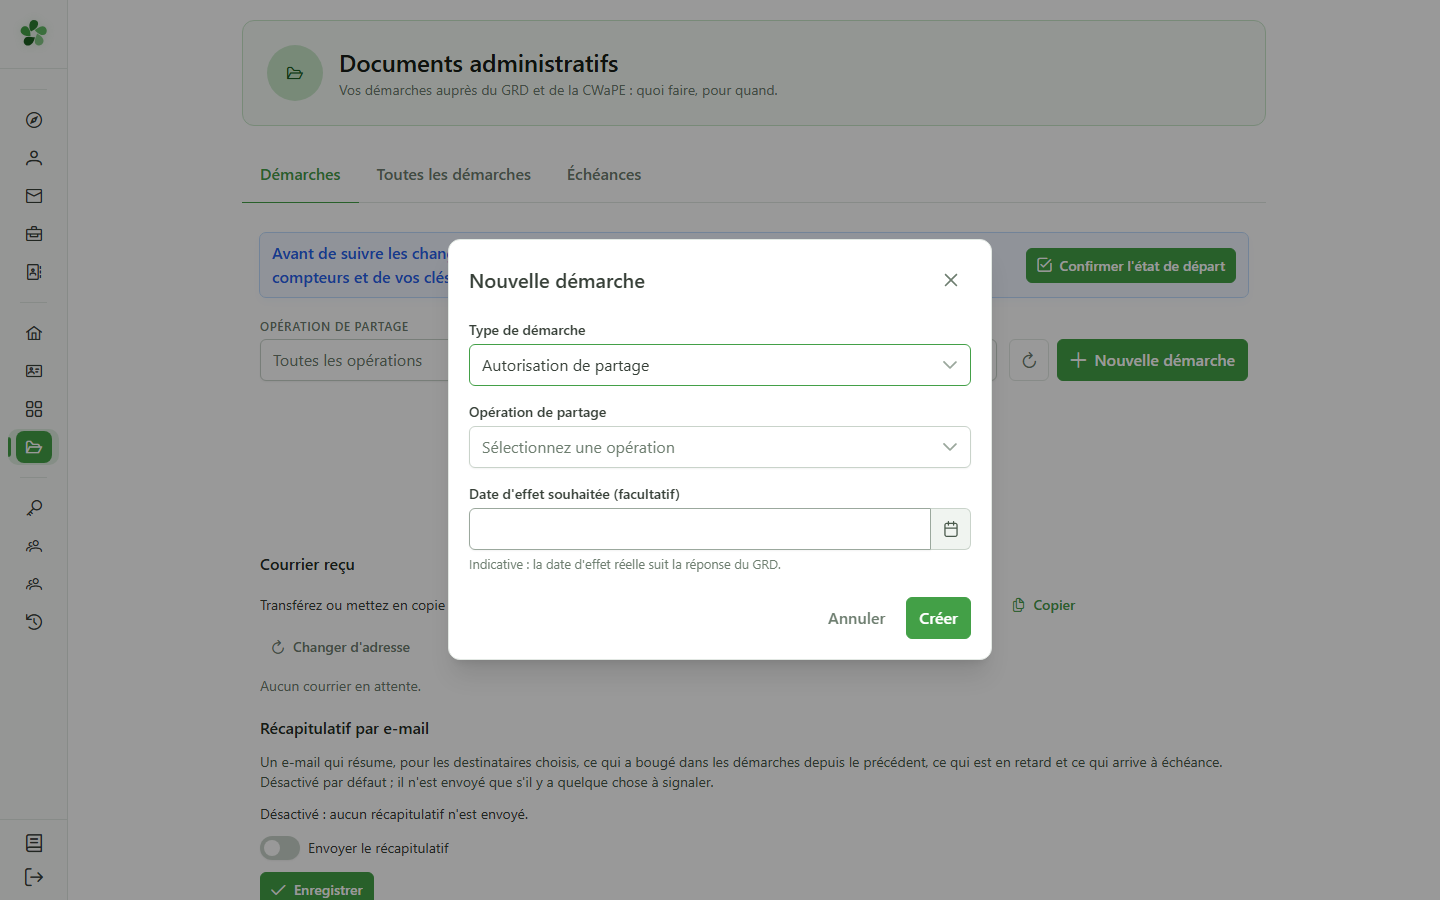 Documents administratifs
Vos démarches auprès du GRD et de la CWaPE : quoi faire, pour quand.
Démarches
Toutes les démarches
Échéances
Avant de suivre les
compteurs et de vos clés
Confirmer l'état de départ
OPÉRATION DE PARTAGE
Toutes les opérations
Nouvelle démarche
Nouvelle démarche
Type de démarche
Autorisation de partage
Opération de partage
Sélectionnez une opération
Date d'effet souhaitée (facultatif)
Indicative : la date d'effet réelle suit la réponse du GRD.
Annuler
Créer
Courrier reçu
Transférez ou mettez en copie
Copier
Changer d'adresse
Aucun courrier en attente.
Récapitulatif par e-mail
Un e-mail qui résume, pour les destinataires choisis, ce qui a bougé dans les démarches depuis le précédent, ce qui est en retard et ce qui arrive à échéance.
Désactivé par défaut ; il n'est envoyé que s'il y a quelque chose à signaler.
Désactivé : aucun récapitulatif n'est envoyé.
Envoyer le récapitulatif
Enregistrer